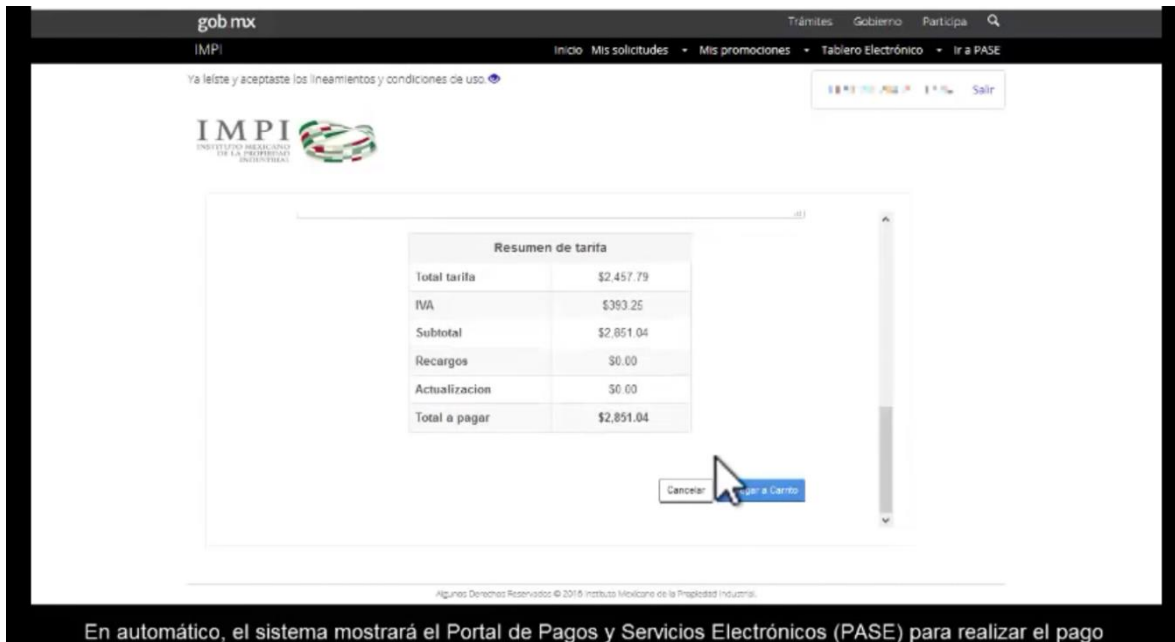 gob mx
Trámites Gobierno Participa
IMPI
Inicio Mis solicitudes Mis promociones Tablero Electrónico Ir a PASE
Ya leíste y aceptaste los lineamientos y condiciones de uso.
Salir
IMPI
INSTITUTO MEXICANO
DE LA PROPIEDAD
INDUSTRIAL
Resumen de tarifa
Total tarifa $2,457.79
IVA $393.25
Subtotal $2,851.04
Recargos $0.00
Actualizacion $0.00
Total a pagar $2,851.04
Cancelar a Carrito
Algunos Derechos Reservados © 2016 Instituto Mexicano de la Propiedad Industrial.
En automático, el sistema mostrará el Portal de Pagos y Servicios Electrónicos (PASE) para realizar el pago